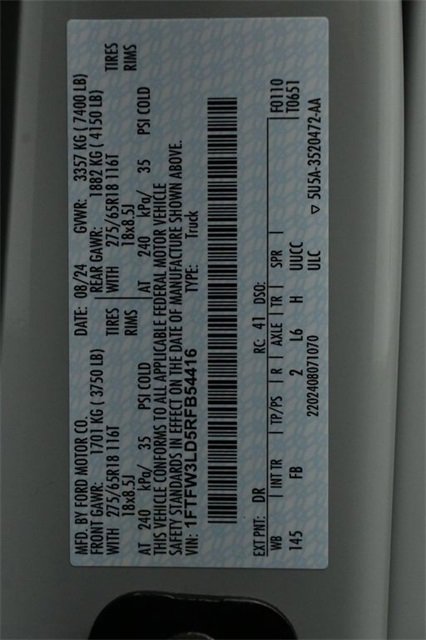 MFD. BY FORD MOTOR CO.
DATE: 08/24 GVWR: 3357 KG ( 7400 LB)
FRONT GAWR: 1701 KG ( 3750 LB) REAR GAWR: 1882 KG ( 4150 LB)
WITH 275/65R18 116T TIRES WITH 275/65R18 116T TIRES
18x8.5J RIMS 18x8.5J RIMS
AT 240 kPa/ 35 PSI COLD AT 240 kPa/ 35 PSI COLD
THIS VEHICLE CONFORMS TO ALL APPLICABLE FEDERAL MOTOR VEHICLE
SAFETY STANDARDS IN EFFECT ON THE DATE OF MANUFACTURE SHOWN ABOVE.
VIN: 1FTFW3LD5RFB54416 TYPE: Truck
EXT PNT: DR RC: 41 DSO: F0110
WB INT TR TP/PS R AXLE TR SPR T0651
145 FB 2 L6 H UUCC
2202408071070 ULC ▽ 5U5A-3520472-AA